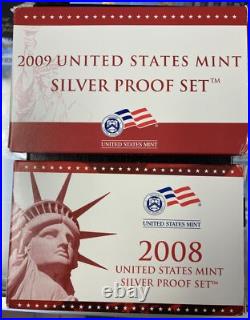 2009 UNITED STATES MINT
SILVER PROOF SET™
UNITED STATES MINT
UNITED STATES MINT
2008
UNITED STATES MINT
SILVER PROOF SET™